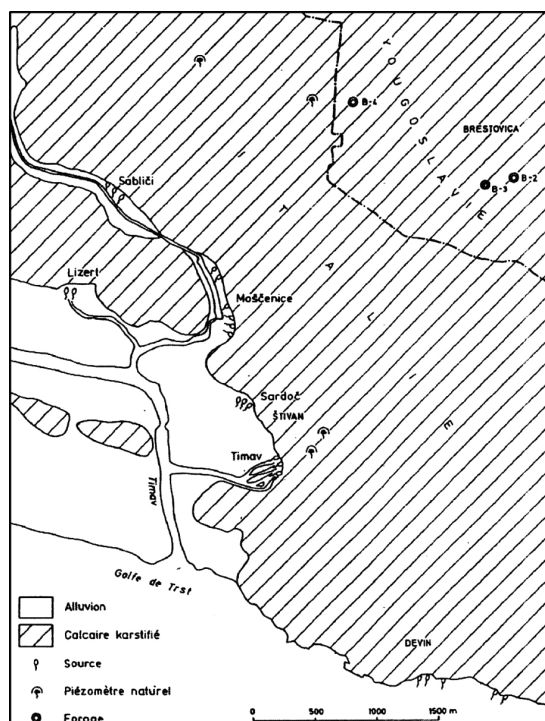 YOUGOSLAVIE
B-4
BRESTOVICA
B-2
B-3
ITALIE
Sabliči
Lizert
Moščenice
Sardoč
ŠTIVAN
Timav
Timav
Golfe de Trst
DEVIN
Alluvion
Calcaire karstifié
Source
Piézomètre naturel
Forage
0 500 1000 1500 m